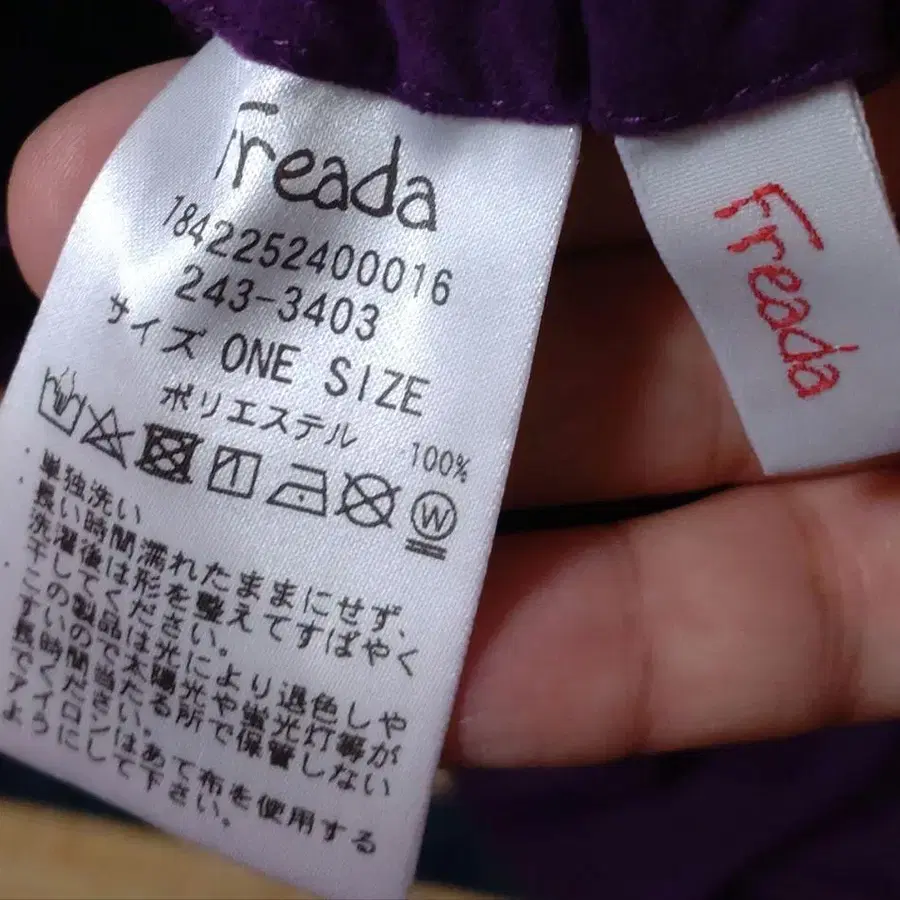 Freada
1842252400016
243-3403
サイズ ONE SIZE
ポリエステル 100%
W
単独洗い
長い時間濡れたままにせず、
洗濯後は形を整えてすばやく
干してください。
この製品は光により退色しや
すいので太陽光や蛍光灯等が
長時間当たる所で保管しない
でください。
アイロンはあて布を使用する
ようにして下さい。
Freada